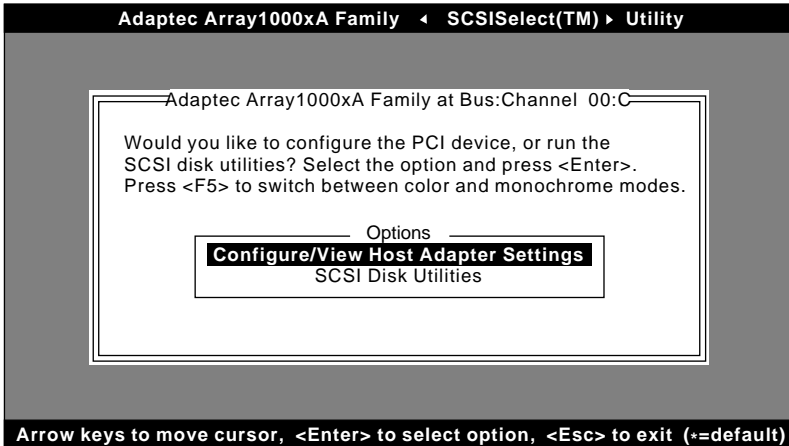 Adaptec Array1000xA Family ◂ SCSISelect(TM) ▸ Utility
Adaptec Array1000xA Family at Bus:Channel 00:C
Would you like to configure the PCI device, or run the
SCSI disk utilities? Select the option and press <Enter>.
Press <F5> to switch between color and monochrome modes.
Options
Configure/View Host Adapter Settings
SCSI Disk Utilities
Arrow keys to move cursor, <Enter> to select option, <Esc> to exit (*=default)